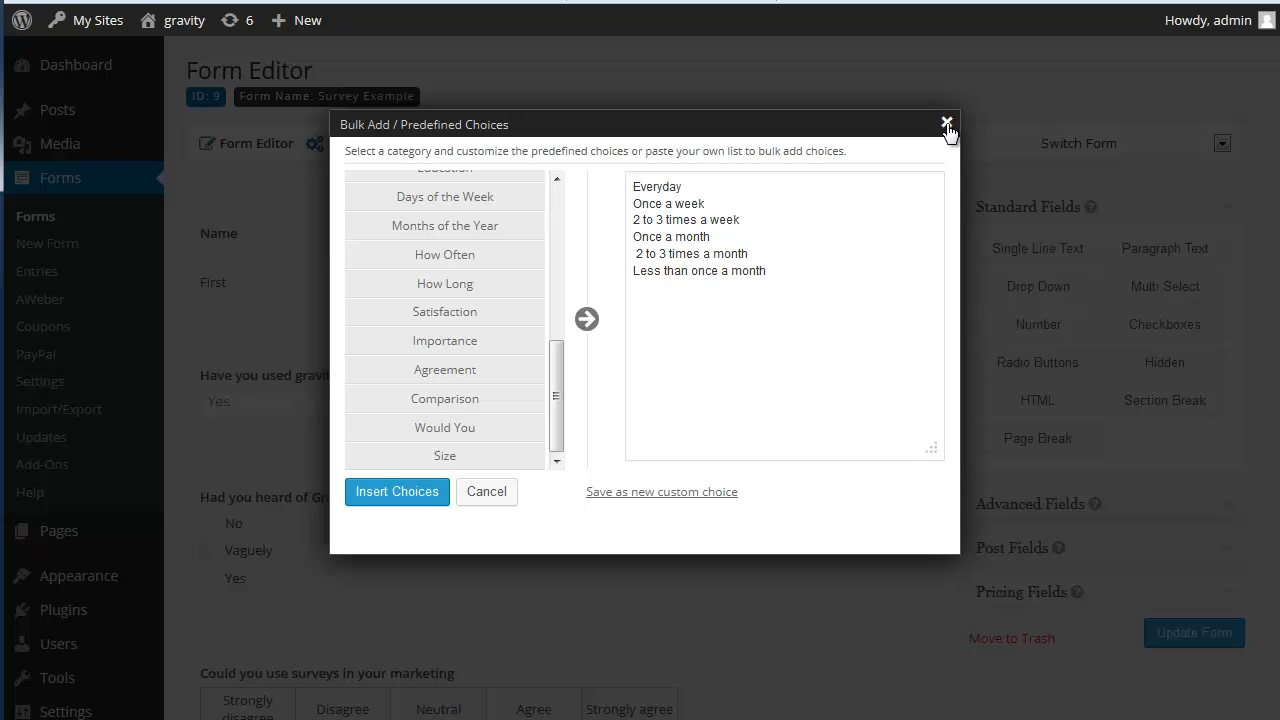 My Sites gravity 6 New Howdy, admin
Dashboard
Posts
Media
Forms
Forms
New Form
Entries
AWeber
Coupons
PayPal
Settings
Import/Export
Updates
Add-Ons
Help
Pages
Appearance
Plugins
Users
Tools
Settings
Form Editor
ID: 9 Form Name: Survey Example
Form Editor
Switch Form
Name
First
Have you used gravit
Yes
Had you heard of Gr
No
Vaguely
Yes
Could you use surveys in your marketing
Strongly disagree Disagree Neutral Agree Strongly agree
Bulk Add / Predefined Choices
Select a category and customize the predefined choices or paste your own list to bulk add choices.
Education
Days of the Week
Months of the Year
How Often
How Long
Satisfaction
Importance
Agreement
Comparison
Would You
Size
Everyday
Once a week
2 to 3 times a week
Once a month
2 to 3 times a month
Less than once a month
Insert Choices Cancel Save as new custom choice
Standard Fields
Single Line Text Paragraph Text
Drop Down Multi Select
Number Checkboxes
Radio Buttons Hidden
HTML Section Break
Page Break
Advanced Fields
Post Fields
Pricing Fields
Move to Trash Update Form